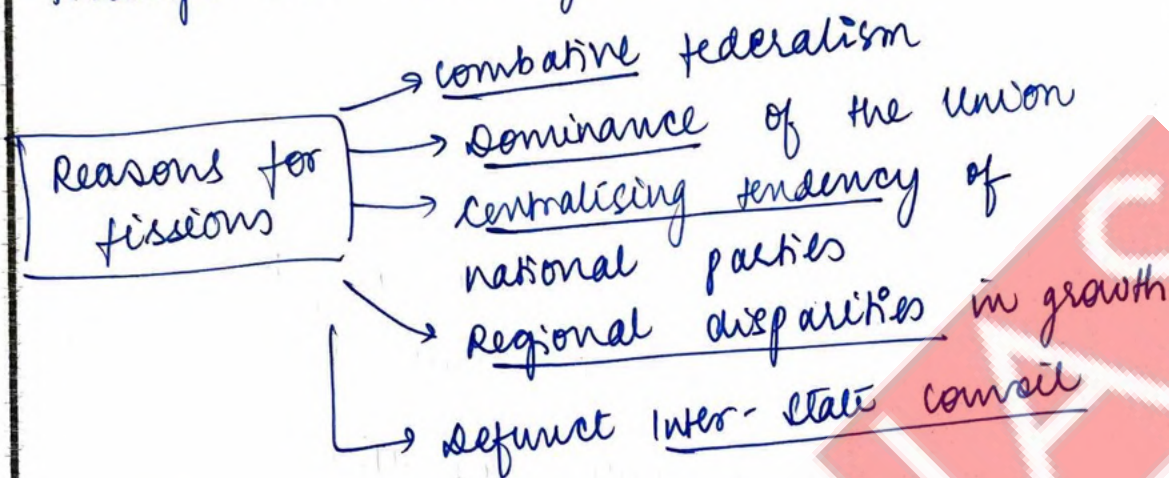 combative federalism
Reasons for
fissions
Dominance of the Union
Centralising tendency of
national parties
Regional disparities in growth
Defunct Inter-State Council
IAS